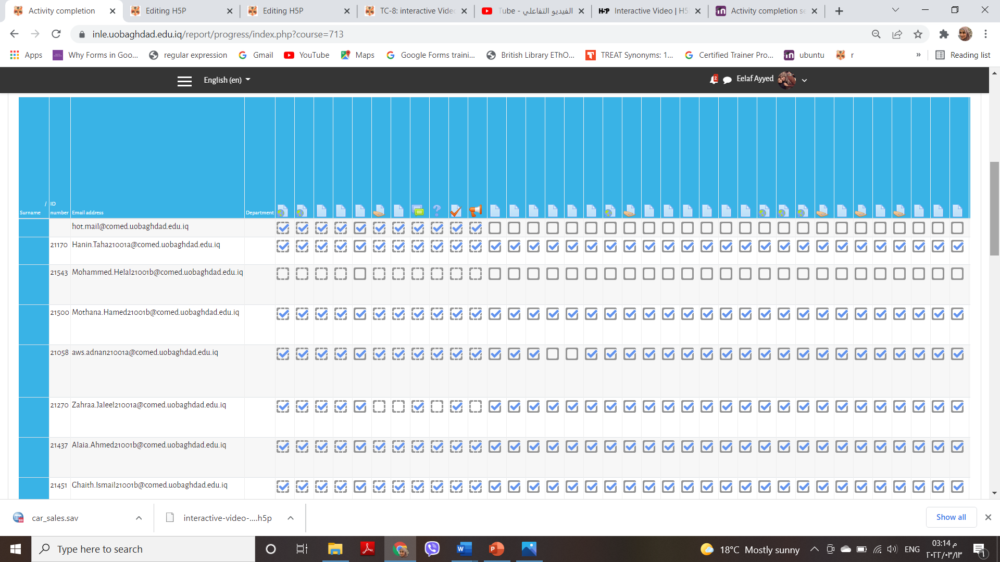 Activity completion
Editing H5P
Editing H5P
TC-8: interactive Vide
Tube - الفيديو التفاعلي
H5P Interactive Video | H5
Activity completion se
inle.uobaghdad.edu.iq/report/progress/index.php?course=713
Apps
Why Forms in Goo...
regular expression
Gmail
YouTube
Maps
Google Forms traini...
British Library EThO...
TREAT Synonyms: 1...
Certified Trainer Pro...
ubuntu
r
»
Reading list
English (en)
2
Eelaf Ayyed
Surname
/
ID number
Email address
Department
hot.mail@comed.uobaghdad.edu.iq
21170 Hanin.Taha21001a@comed.uobaghdad.edu.iq
21543 Mohammed.Helal21001b@comed.uobaghdad.edu.iq
21500 Mothana.Hamed21001b@comed.uobaghdad.edu.iq
21058 aws.adnan21001a@comed.uobaghdad.edu.iq
21270 Zahraa.Jaleel21001a@comed.uobaghdad.edu.iq
21437 Alaia.Ahmed21001b@comed.uobaghdad.edu.iq
21451 Ghaith.Ismail21001b@comed.uobaghdad.edu.iq
car_sales.sav
interactive-video-....h5p
Show all
Type here to search
18°C Mostly sunny
ENG
03:14 م
٢٠٢٢/٠٣/١٣
١